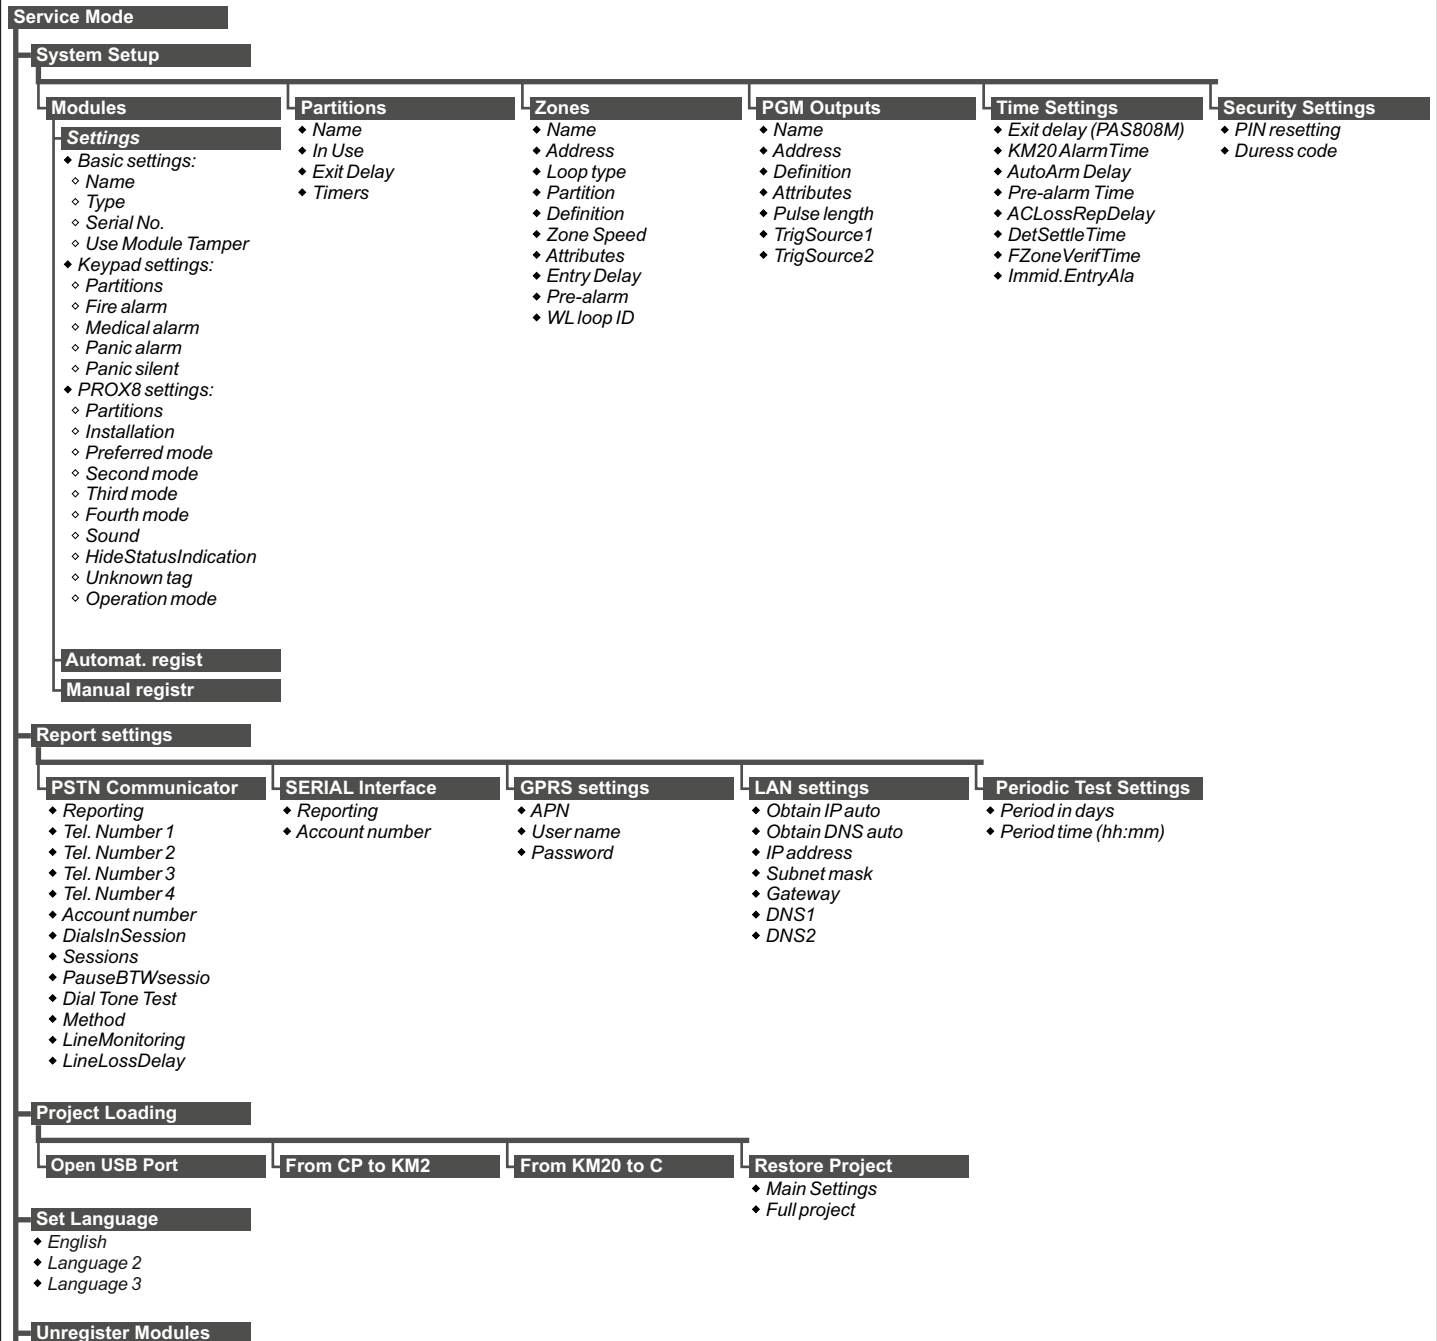 Service Mode
System Setup
Modules
Settings
Basic settings:
Name
Type
Serial No.
Use Module Tamper
Keypad settings:
Partitions
Fire alarm
Medical alarm
Panic alarm
Panic silent
PROX8 settings:
Partitions
Installation
Preferred mode
Second mode
Third mode
Fourth mode
Sound
HideStatusIndication
Unknown tag
Operation mode
Automat. regist
Manual registr
Partitions
Name
In Use
Exit Delay
Timers
Zones
Name
Address
Loop type
Partition
Definition
Zone Speed
Attributes
Entry Delay
Pre-alarm
WL loop ID
PGM Outputs
Name
Address
Definition
Attributes
Pulse length
TrigSource1
TrigSource2
Time Settings
Exit delay (PAS808M)
KM20 AlarmTime
AutoArm Delay
Pre-alarm Time
ACLossRepDelay
DetSettleTime
FZoneVerifTime
Immid.EntryAla
Security Settings
PIN resetting
Duress code
Report settings
PSTN Communicator
Reporting
Tel. Number 1
Tel. Number 2
Tel. Number 3
Tel. Number 4
Account number
DialsInSession
Sessions
PauseBTWsessio
Dial Tone Test
Method
LineMonitoring
LineLossDelay
SERIAL Interface
Reporting
Account number
GPRS settings
APN
User name
Password
LAN settings
Obtain IP auto
Obtain DNS auto
IP address
Subnet mask
Gateway
DNS1
DNS2
Periodic Test Settings
Period in days
Period time (hh:mm)
Project Loading
Open USB Port
From CP to KM2
From KM20 to C
Restore Project
Main Settings
Full project
Set Language
English
Language 2
Language 3
Unregister Modules